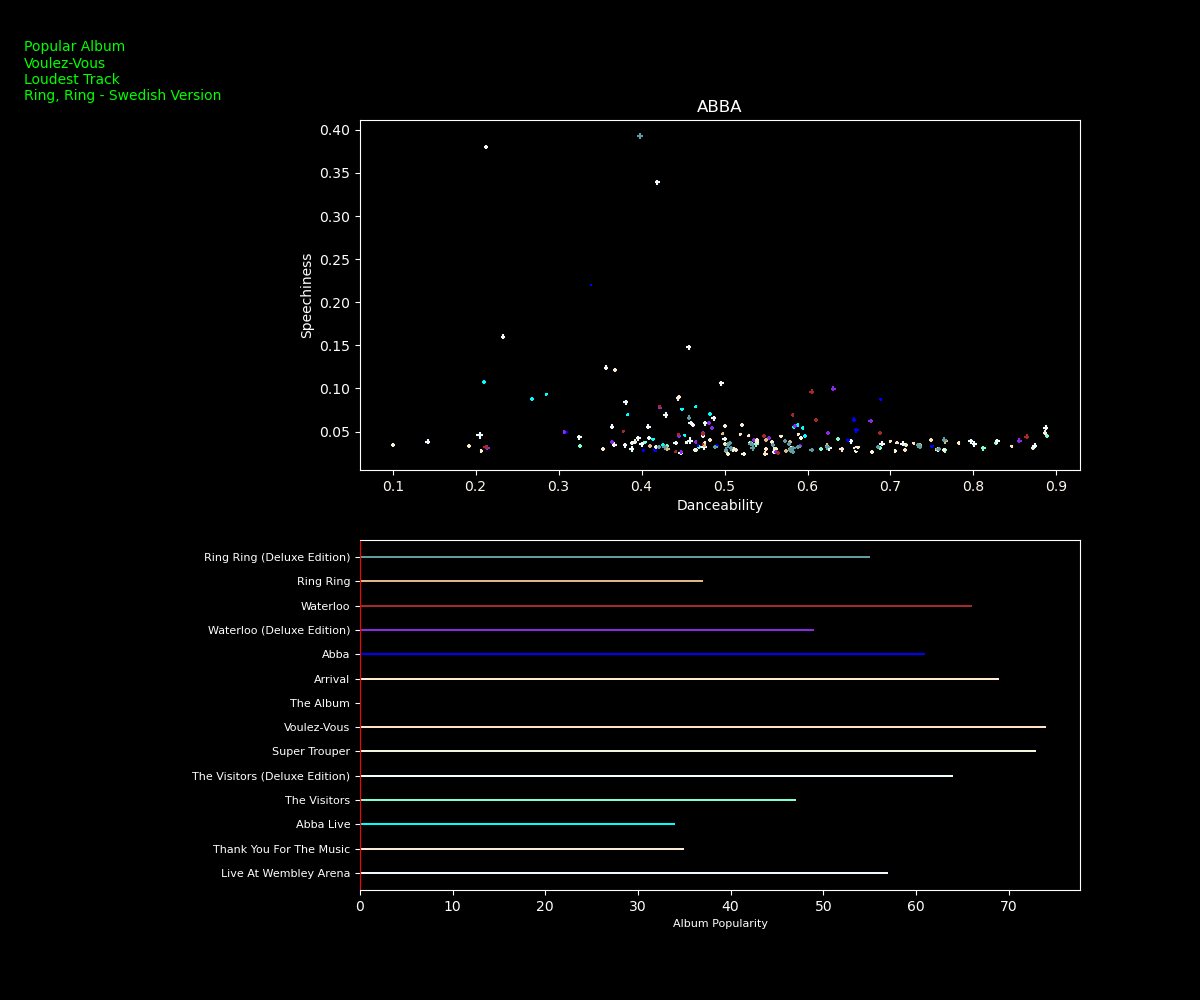 Popular Album
Voulez-Vous
Loudest Track
Ring, Ring - Swedish Version
ABBA
0.40
0.35
0.30
0.25
0.20
0.15
0.10
0.05
Speechiness
0.1 0.2 0.3 0.4 0.5 0.6 0.7 0.8 0.9
Danceability
Ring Ring (Deluxe Edition)
Ring Ring
Waterloo
Waterloo (Deluxe Edition)
Abba
Arrival
The Album
Voulez-Vous
Super Trouper
The Visitors (Deluxe Edition)
The Visitors
Abba Live
Thank You For The Music
Live At Wembley Arena
0 10 20 30 40 50 60 70
Album Popularity